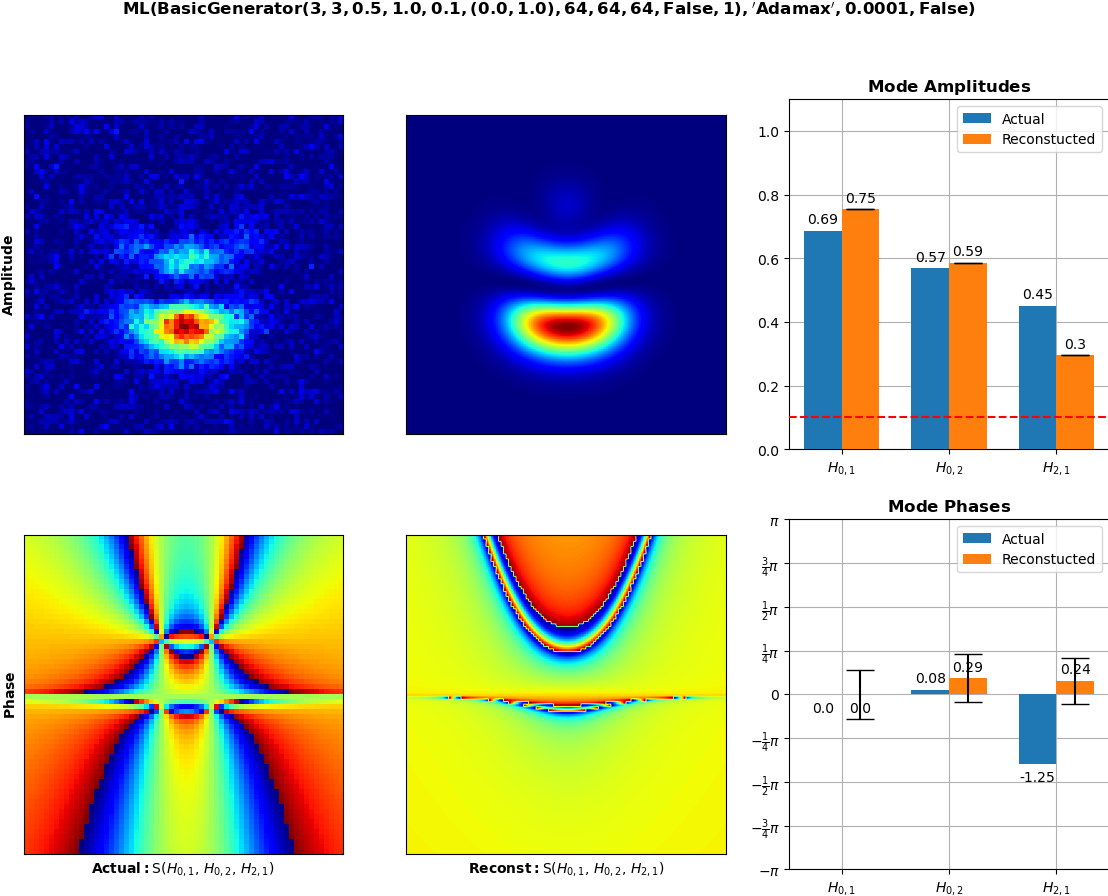 ML(BasicGenerator(3, 3, 0.5, 1.0, 0.1, (0.0, 1.0), 64, 64, 64, False, 1), ′Adamax′, 0.0001, False)
Amplitude
Mode Amplitudes
Actual
Reconstucted
1.0
0.8
0.6
0.4
0.2
0.0
0.69
0.75
0.57
0.59
0.45
0.3
H0,1
H0,2
H2,1
Phase
Actual: S(H0,1, H0,2, H2,1)
Reconst: S(H0,1, H0,2, H2,1)
Mode Phases
Actual
Reconstucted
π
3/4π
1/2π
1/4π
0
−1/4π
−1/2π
−3/4π
−π
0.0
0.0
0.08
0.29
-1.25
0.24
H0,1
H0,2
H2,1